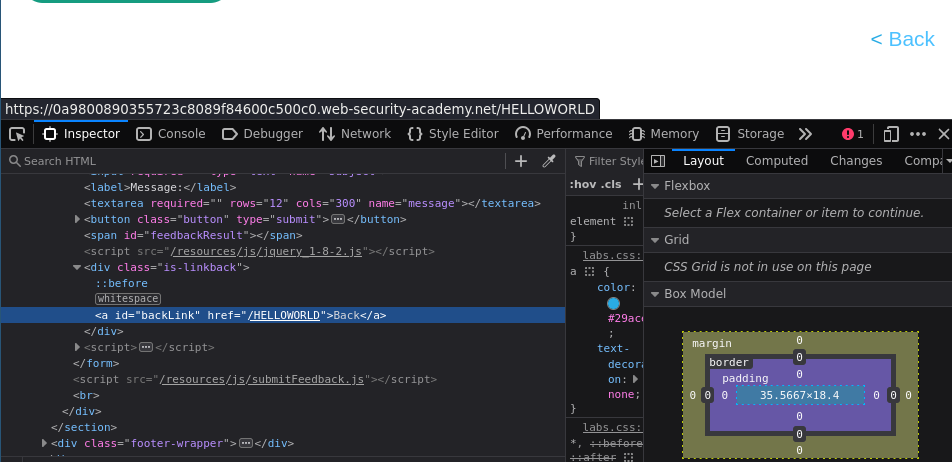 < Back
https://0a9800890355723c8089f84600c500c0.web-security-academy.net/HELLOWORLD
Inspector Console Debugger Network {} Style Editor Performance Memory Storage 1
Search HTML
<label>Message:</label>
<textarea required="" rows="12" cols="300" name="message"></textarea>
<button class="button" type="submit"></button>
<span id="feedbackResult"></span>
<script src="/resources/js/jquery_1-8-2.js"></script>
<div class="is-linkback">
::before
whitespace
<a id="backLink" href="/HELLOWORLD">Back</a>
</div>
<script></script>
</form>
<script src="/resources/js/submitFeedback.js"></script>
<br>
</div>
</section>
<div class="footer-wrapper"></div>
Filter Style
:hov .cls +
inl
element {
}
labs.css:
a {
color:
#29ac
;
text-
decora
on:
none;
}
labs.css:
*, ::before
::after
Layout Computed Changes Compa
Flexbox
Select a Flex container or item to continue.
Grid
CSS Grid is not in use on this page
Box Model
margin 0
border 0
padding 0
0 0 0 35.5667×18.4 0 0 0
0
0
0